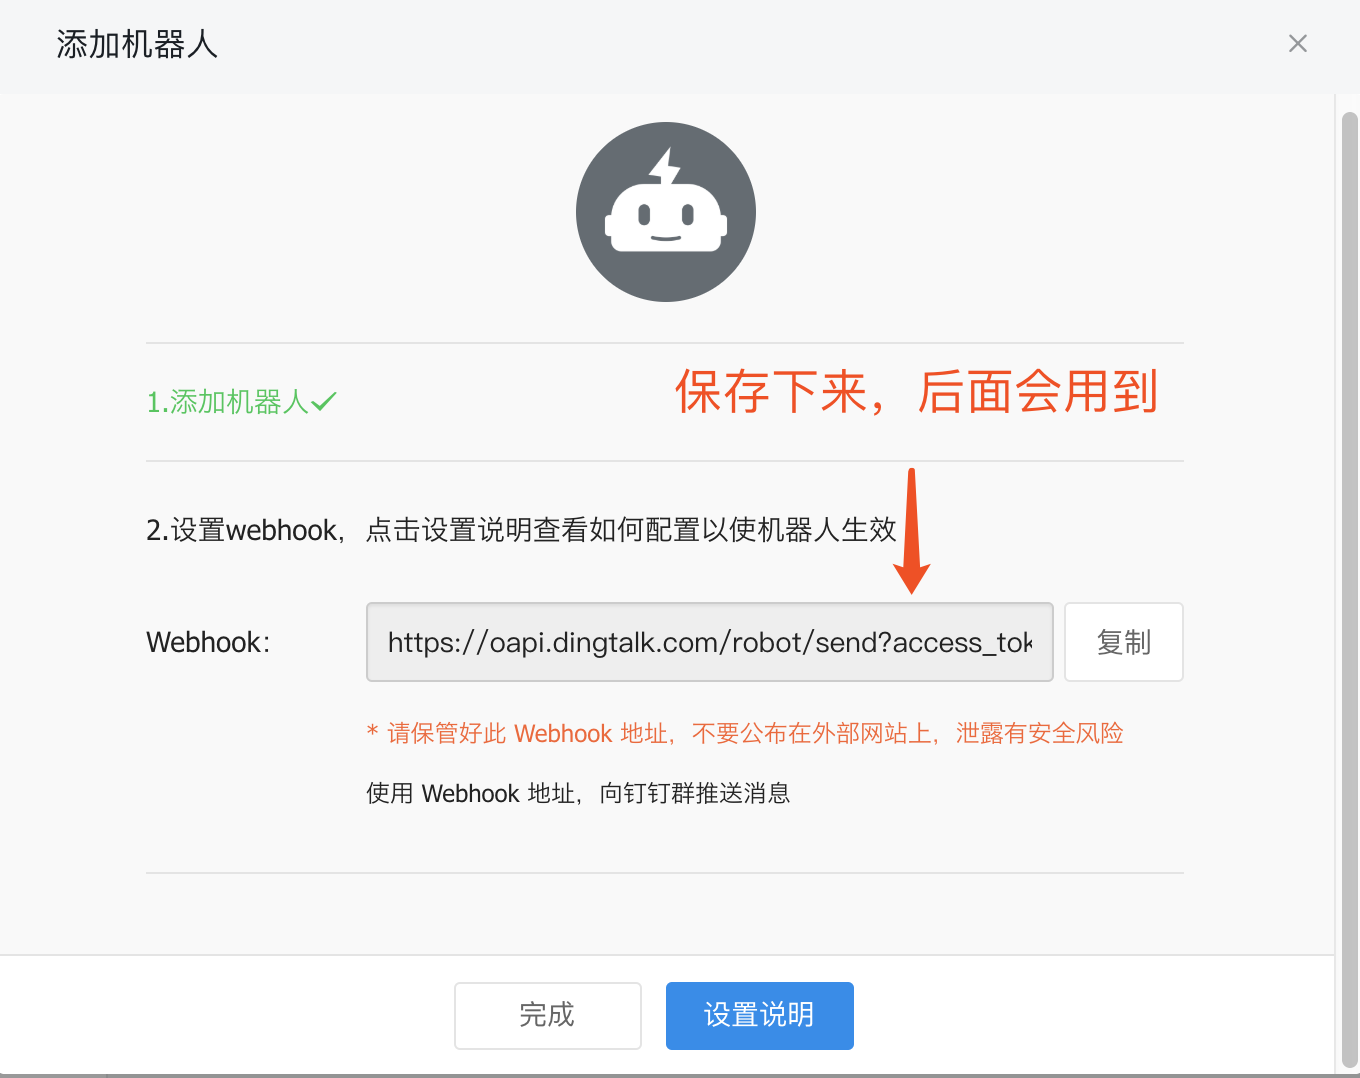 添加机器人
1.添加机器人
保存下来，后面会用到
2.设置webhook，点击设置说明查看如何配置以使机器人生效
Webhook：
https://oapi.dingtalk.com/robot/send?access_tok
复制
* 请保管好此 Webhook 地址，不要公布在外部网站上，泄露有安全风险
使用 Webhook 地址，向钉钉群推送消息
完成
设置说明